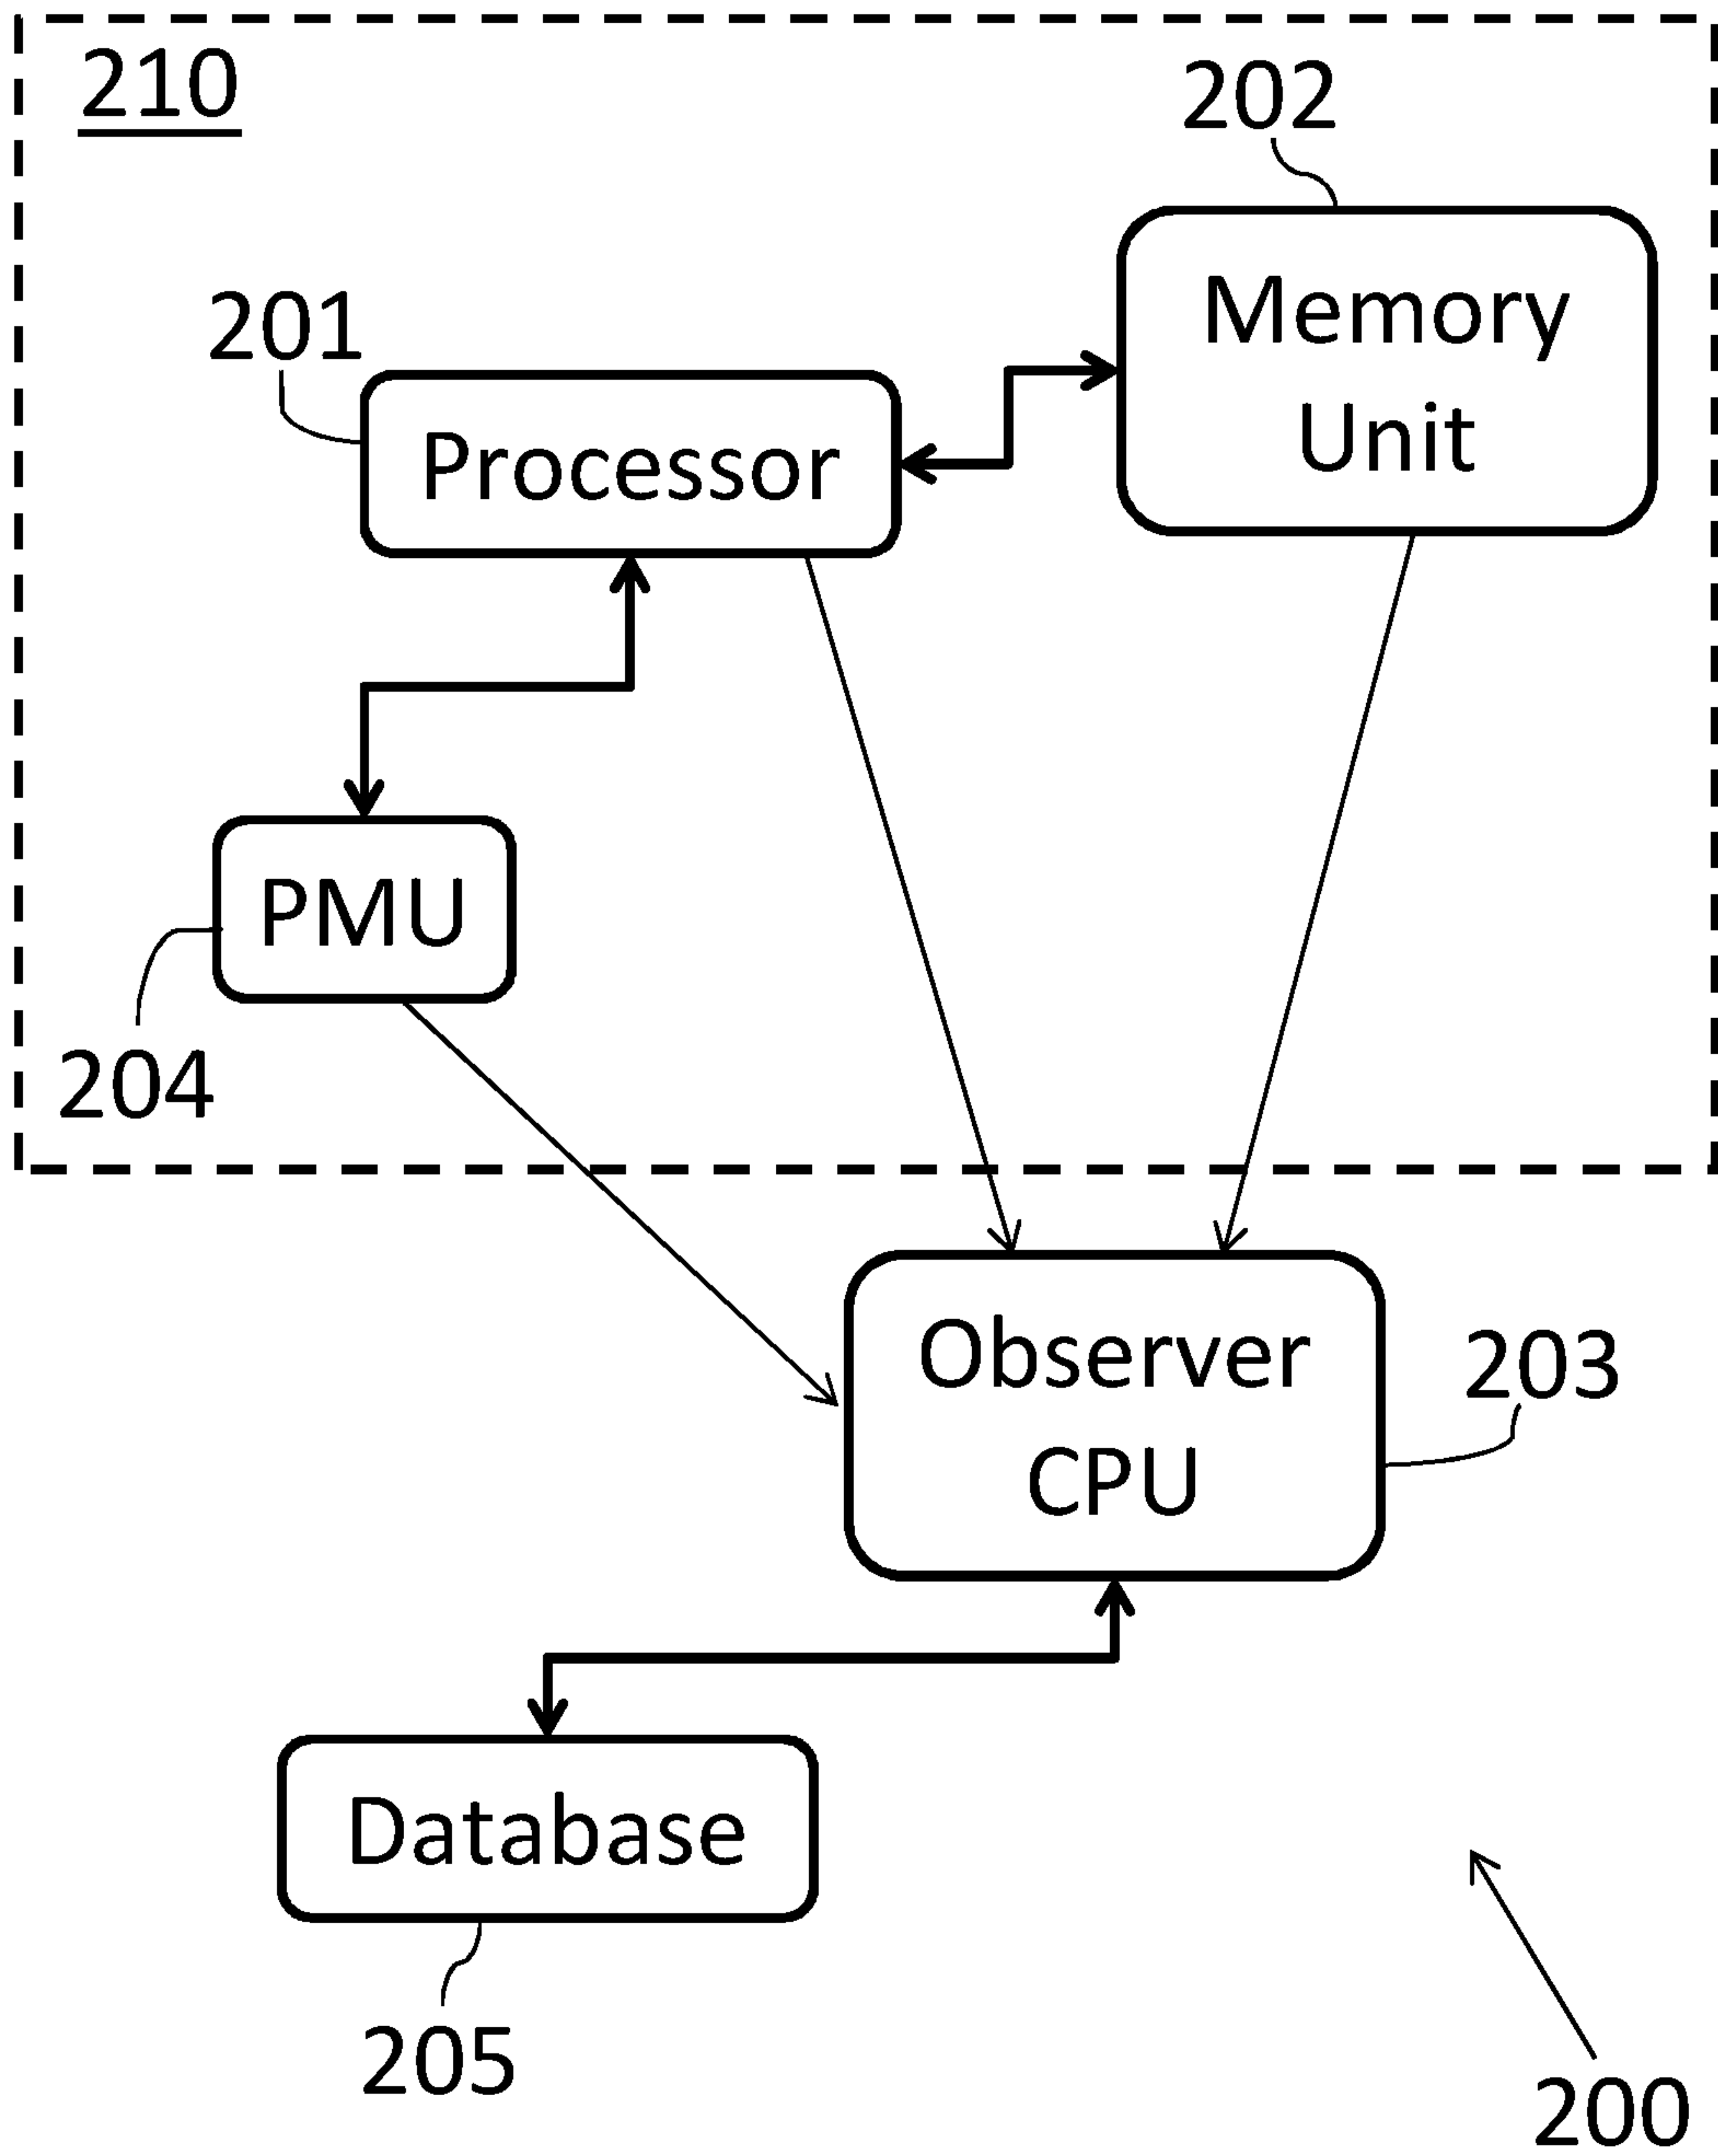 210
202
Memory
Unit
201
Processor
PMU
204
Observer
CPU
203
Database
205
200